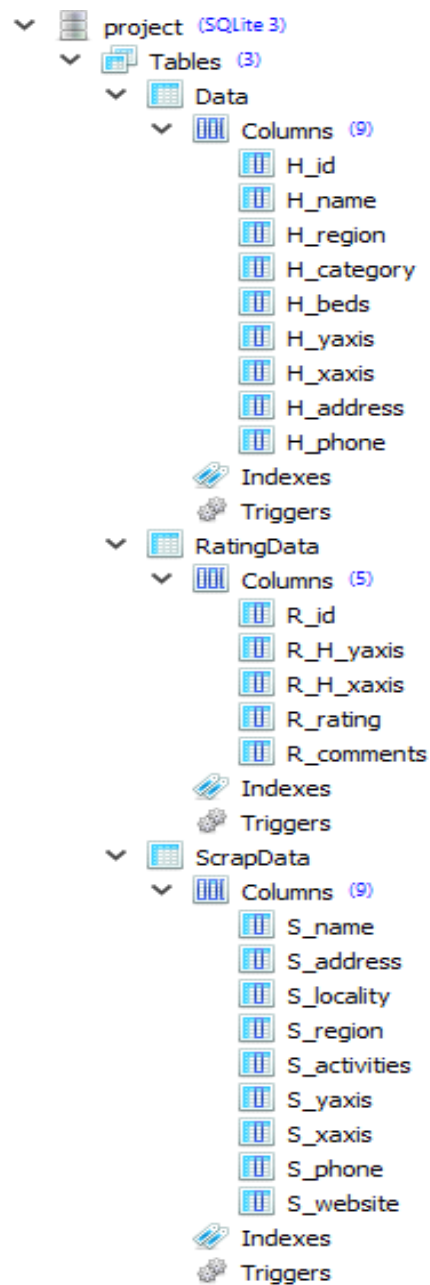 project (SQLite 3)
Tables (3)
Data
Columns (9)
H_id
H_name
H_region
H_category
H_beds
H_yaxis
H_xaxis
H_address
H_phone
Indexes
Triggers
RatingData
Columns (5)
R_id
R_H_yaxis
R_H_xaxis
R_rating
R_comments
Indexes
Triggers
ScrapData
Columns (9)
S_name
S_address
S_locality
S_region
S_activities
S_yaxis
S_xaxis
S_phone
S_website
Indexes
Triggers